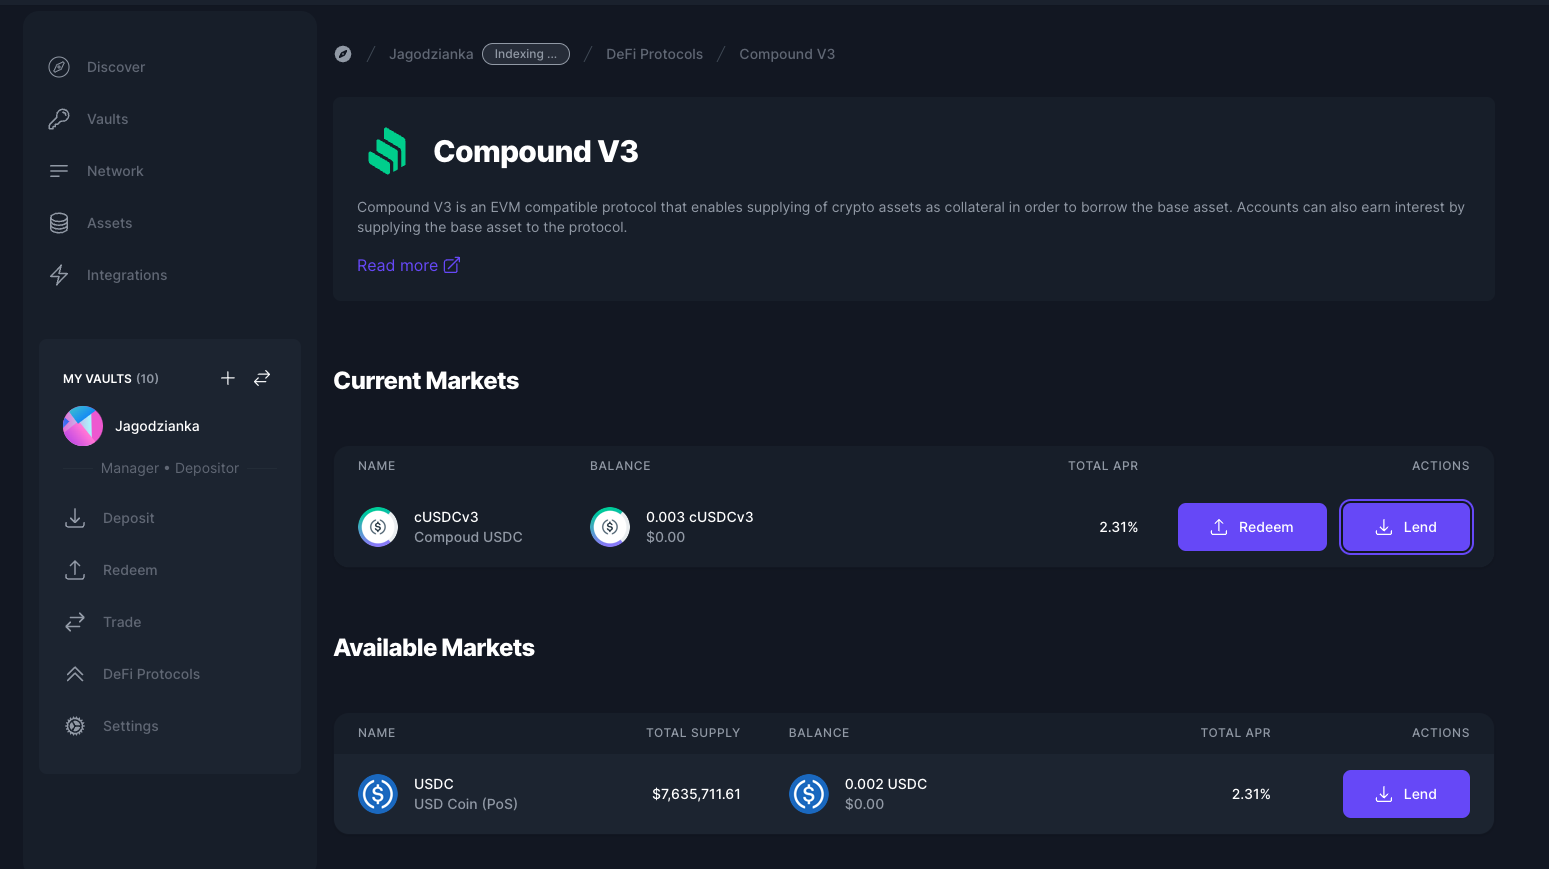 Discover
Vaults
Network
Assets
Integrations
MY VAULTS (10)
Jagodzianka
Manager • Depositor
Deposit
Redeem
Trade
DeFi Protocols
Settings
/ Jagodzianka Indexing ... / DeFi Protocols / Compound V3
Compound V3
Compound V3 is an EVM compatible protocol that enables supplying of crypto assets as collateral in order to borrow the base asset. Accounts can also earn interest by
supplying the base asset to the protocol.
Read more
Current Markets
NAME BALANCE TOTAL APR ACTIONS
cUSDCv3 0.003 cUSDCv3
Compoud USDC $0.00
2.31% Redeem Lend
Available Markets
NAME TOTAL SUPPLY BALANCE TOTAL APR ACTIONS
USDC 0.002 USDC
USD Coin (PoS) $0.00
$7,635,711.61 2.31% Lend